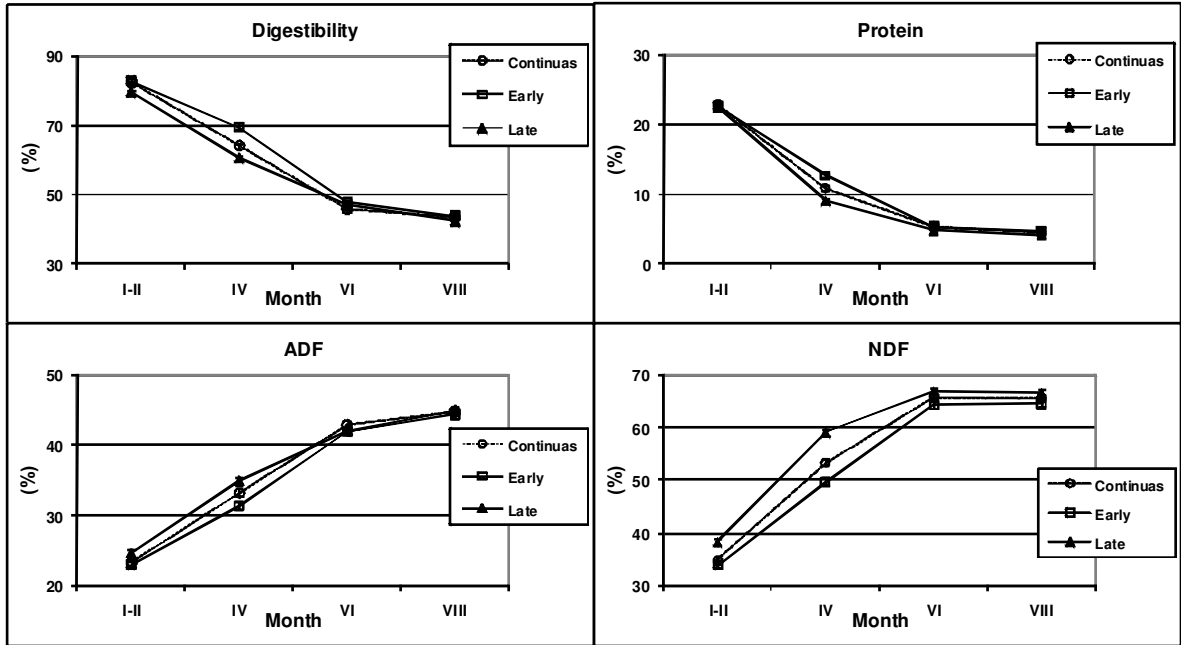 Digestibility
90
70
50
30
(%)
I-II
IV
VI
VIII
Month
Continuas
Early
Late
Protein
30
20
10
0
(%)
I-II
IV
VI
VIII
Month
Continuas
Early
Late
ADF
50
40
30
20
(%)
I-II
IV
VI
VIII
Month
Continuas
Early
Late
NDF
70
60
50
40
30
(%)
I-II
IV
VI
VIII
Month
Continuas
Early
Late